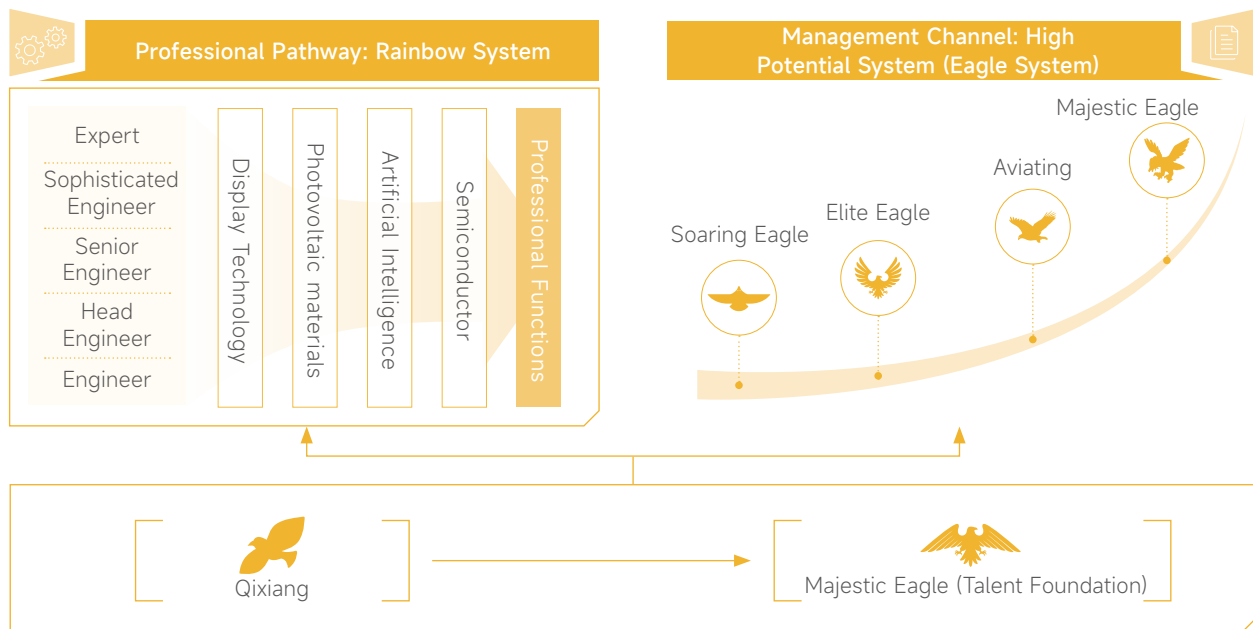 Professional Pathway: Rainbow System
Expert
Sophisticated
Engineer
Senior
Engineer
Head
Engineer
Engineer
Display Technology
Photovoltaic materials
Artificial Intelligence
Semiconductor
Professional Functions
Management Channel: High
Potential System (Eagle System)
Soaring Eagle
Elite Eagle
Aviating
Majestic Eagle
Qixiang
Majestic Eagle (Talent Foundation)